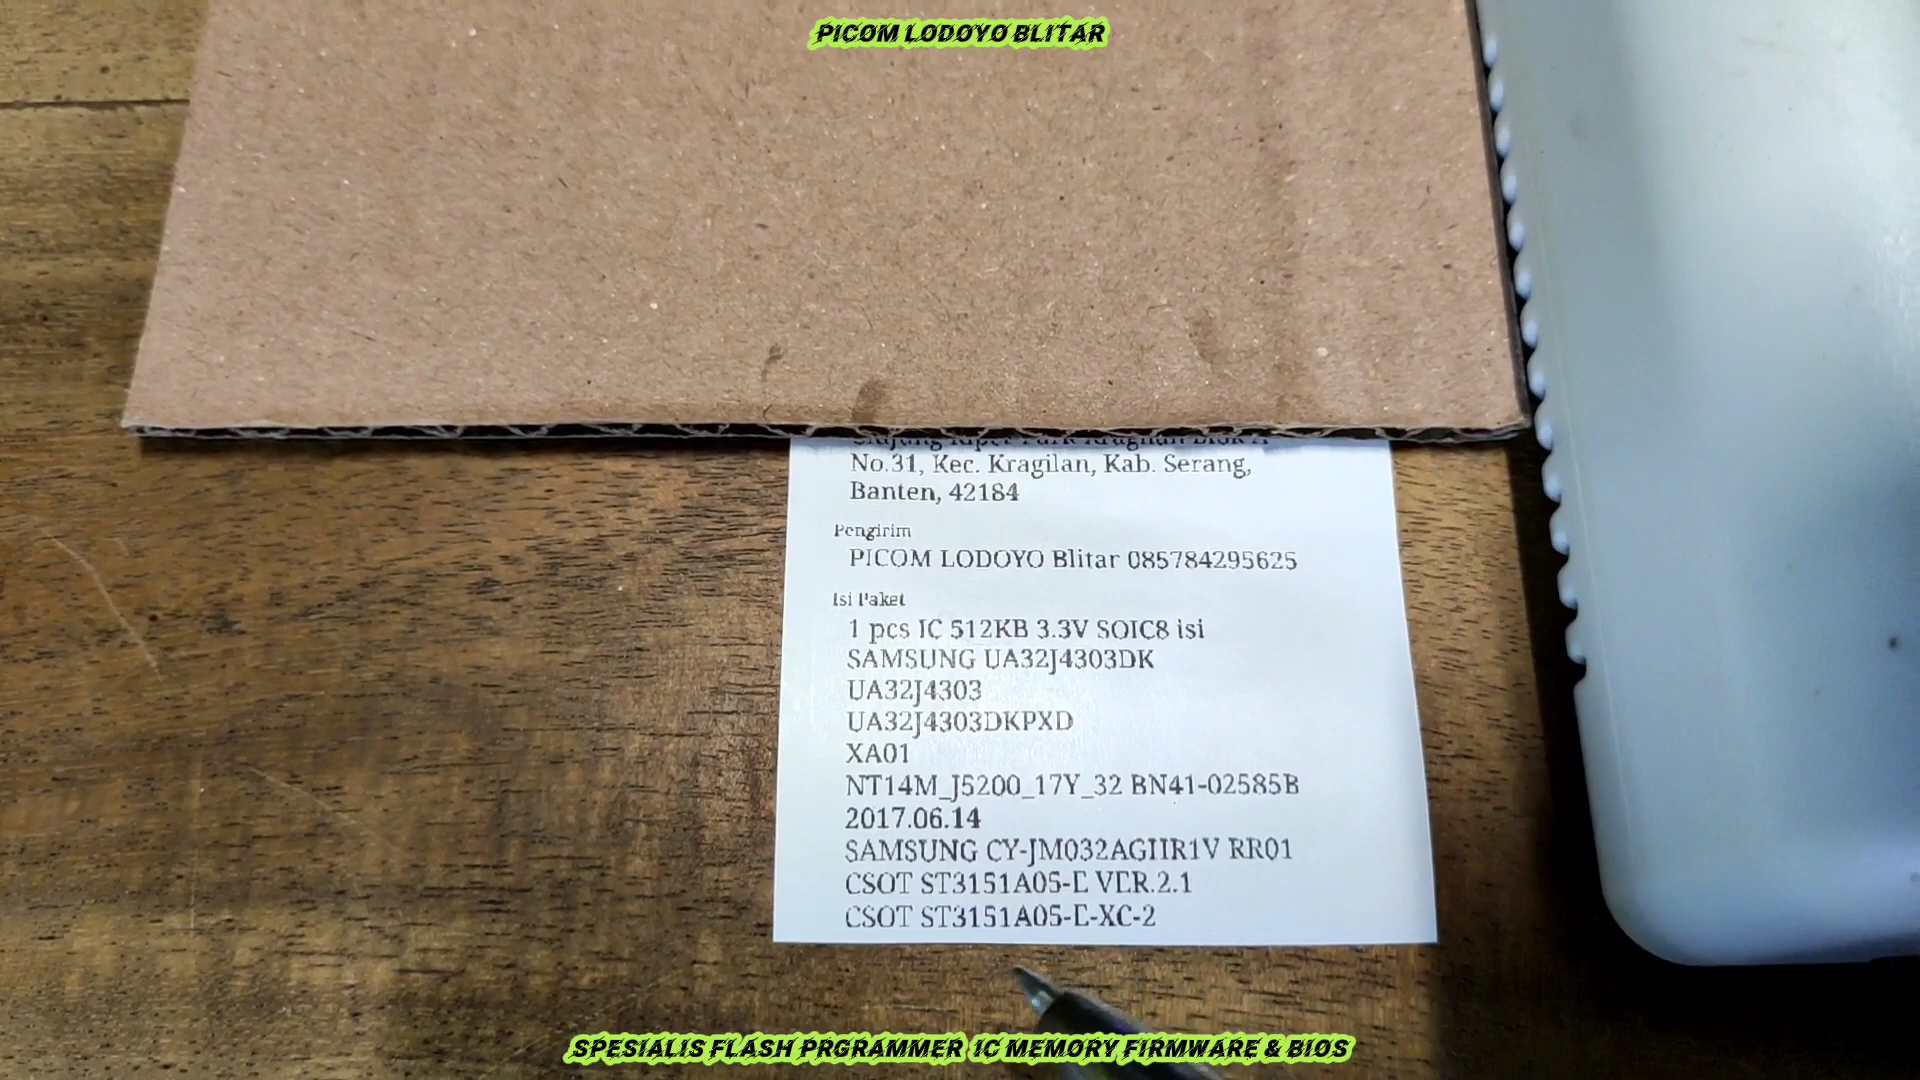 PICOM LODOYO BLITAR
No.31, Kec. Kragilan, Kab. Serang,
Banten, 42184
Pengirim
PICOM LODOYO Blitar 085784295625
Isi Paket
1 pcs IC 512KB 3.3V SOIC8 isi
SAMSUNG UA32J4303DK
UA32J4303
UA32J4303DKPXD
XA01
NT14M_J5200_17Y_32 BN41-02585B
2017.06.14
SAMSUNG CY-JM032AGHR1V RR01
CSOT ST3151A05-E VER.2.1
CSOT ST3151A05-E-XC-2
SPESIALIS FLASH PRGRAMMER IC MEMORY FIRMWARE & BIOS